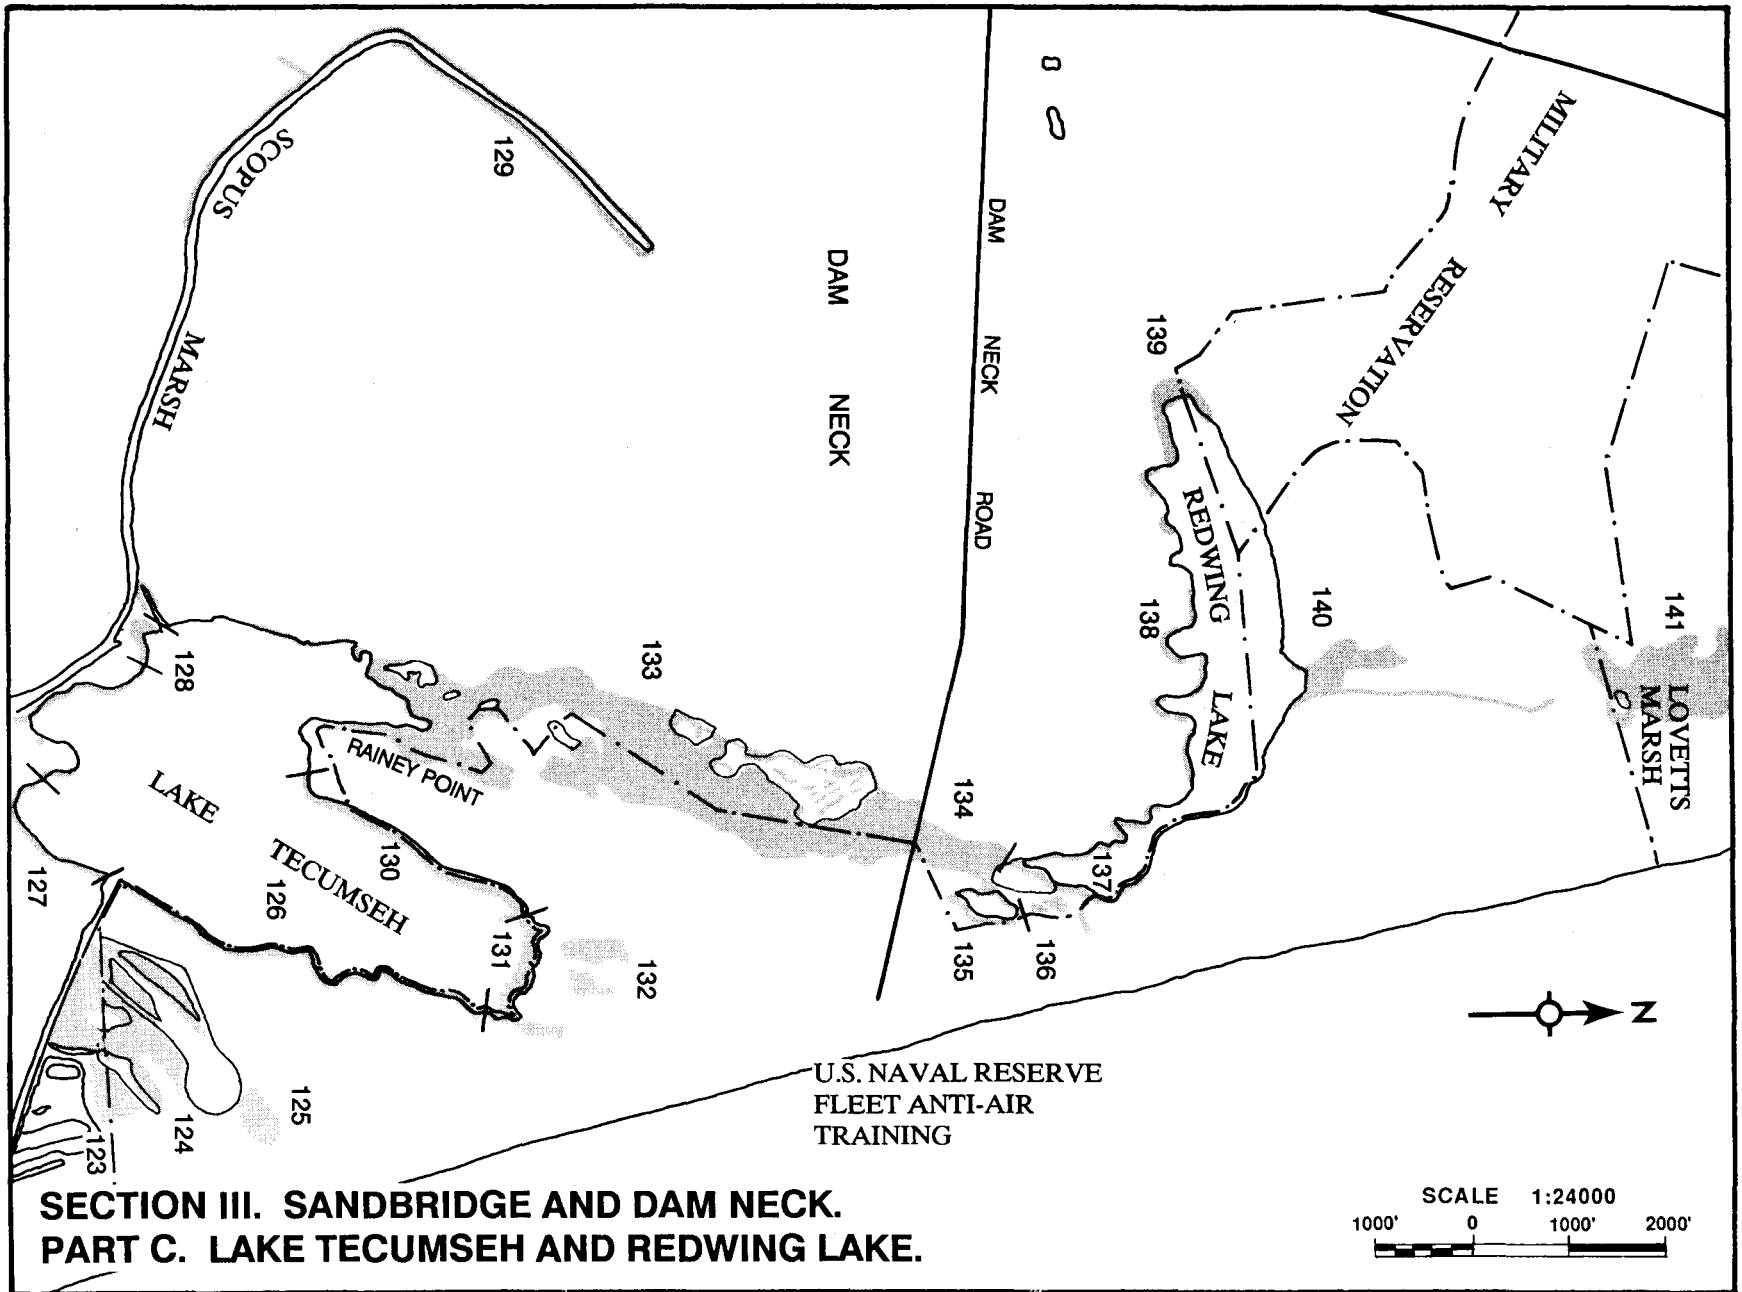 MILITARY
RESERVATION
SCOPUS
MARSH
129
DAM
NECK
DAM
NECK
ROAD
139
REDWING
LAKE
138
140
141
LOVETTS
MARSH
128
133
RAINEY POINT
LAKE
TECUMSEH
134
137
127
130
126
131
132
135
136
N
125
124
123
U.S. NAVAL RESERVE
FLEET ANTI-AIR
TRAINING
SECTION III. SANDBRIDGE AND DAM NECK.
PART C. LAKE TECUMSEH AND REDWING LAKE.
SCALE 1:24000
1000' 0 1000' 2000'